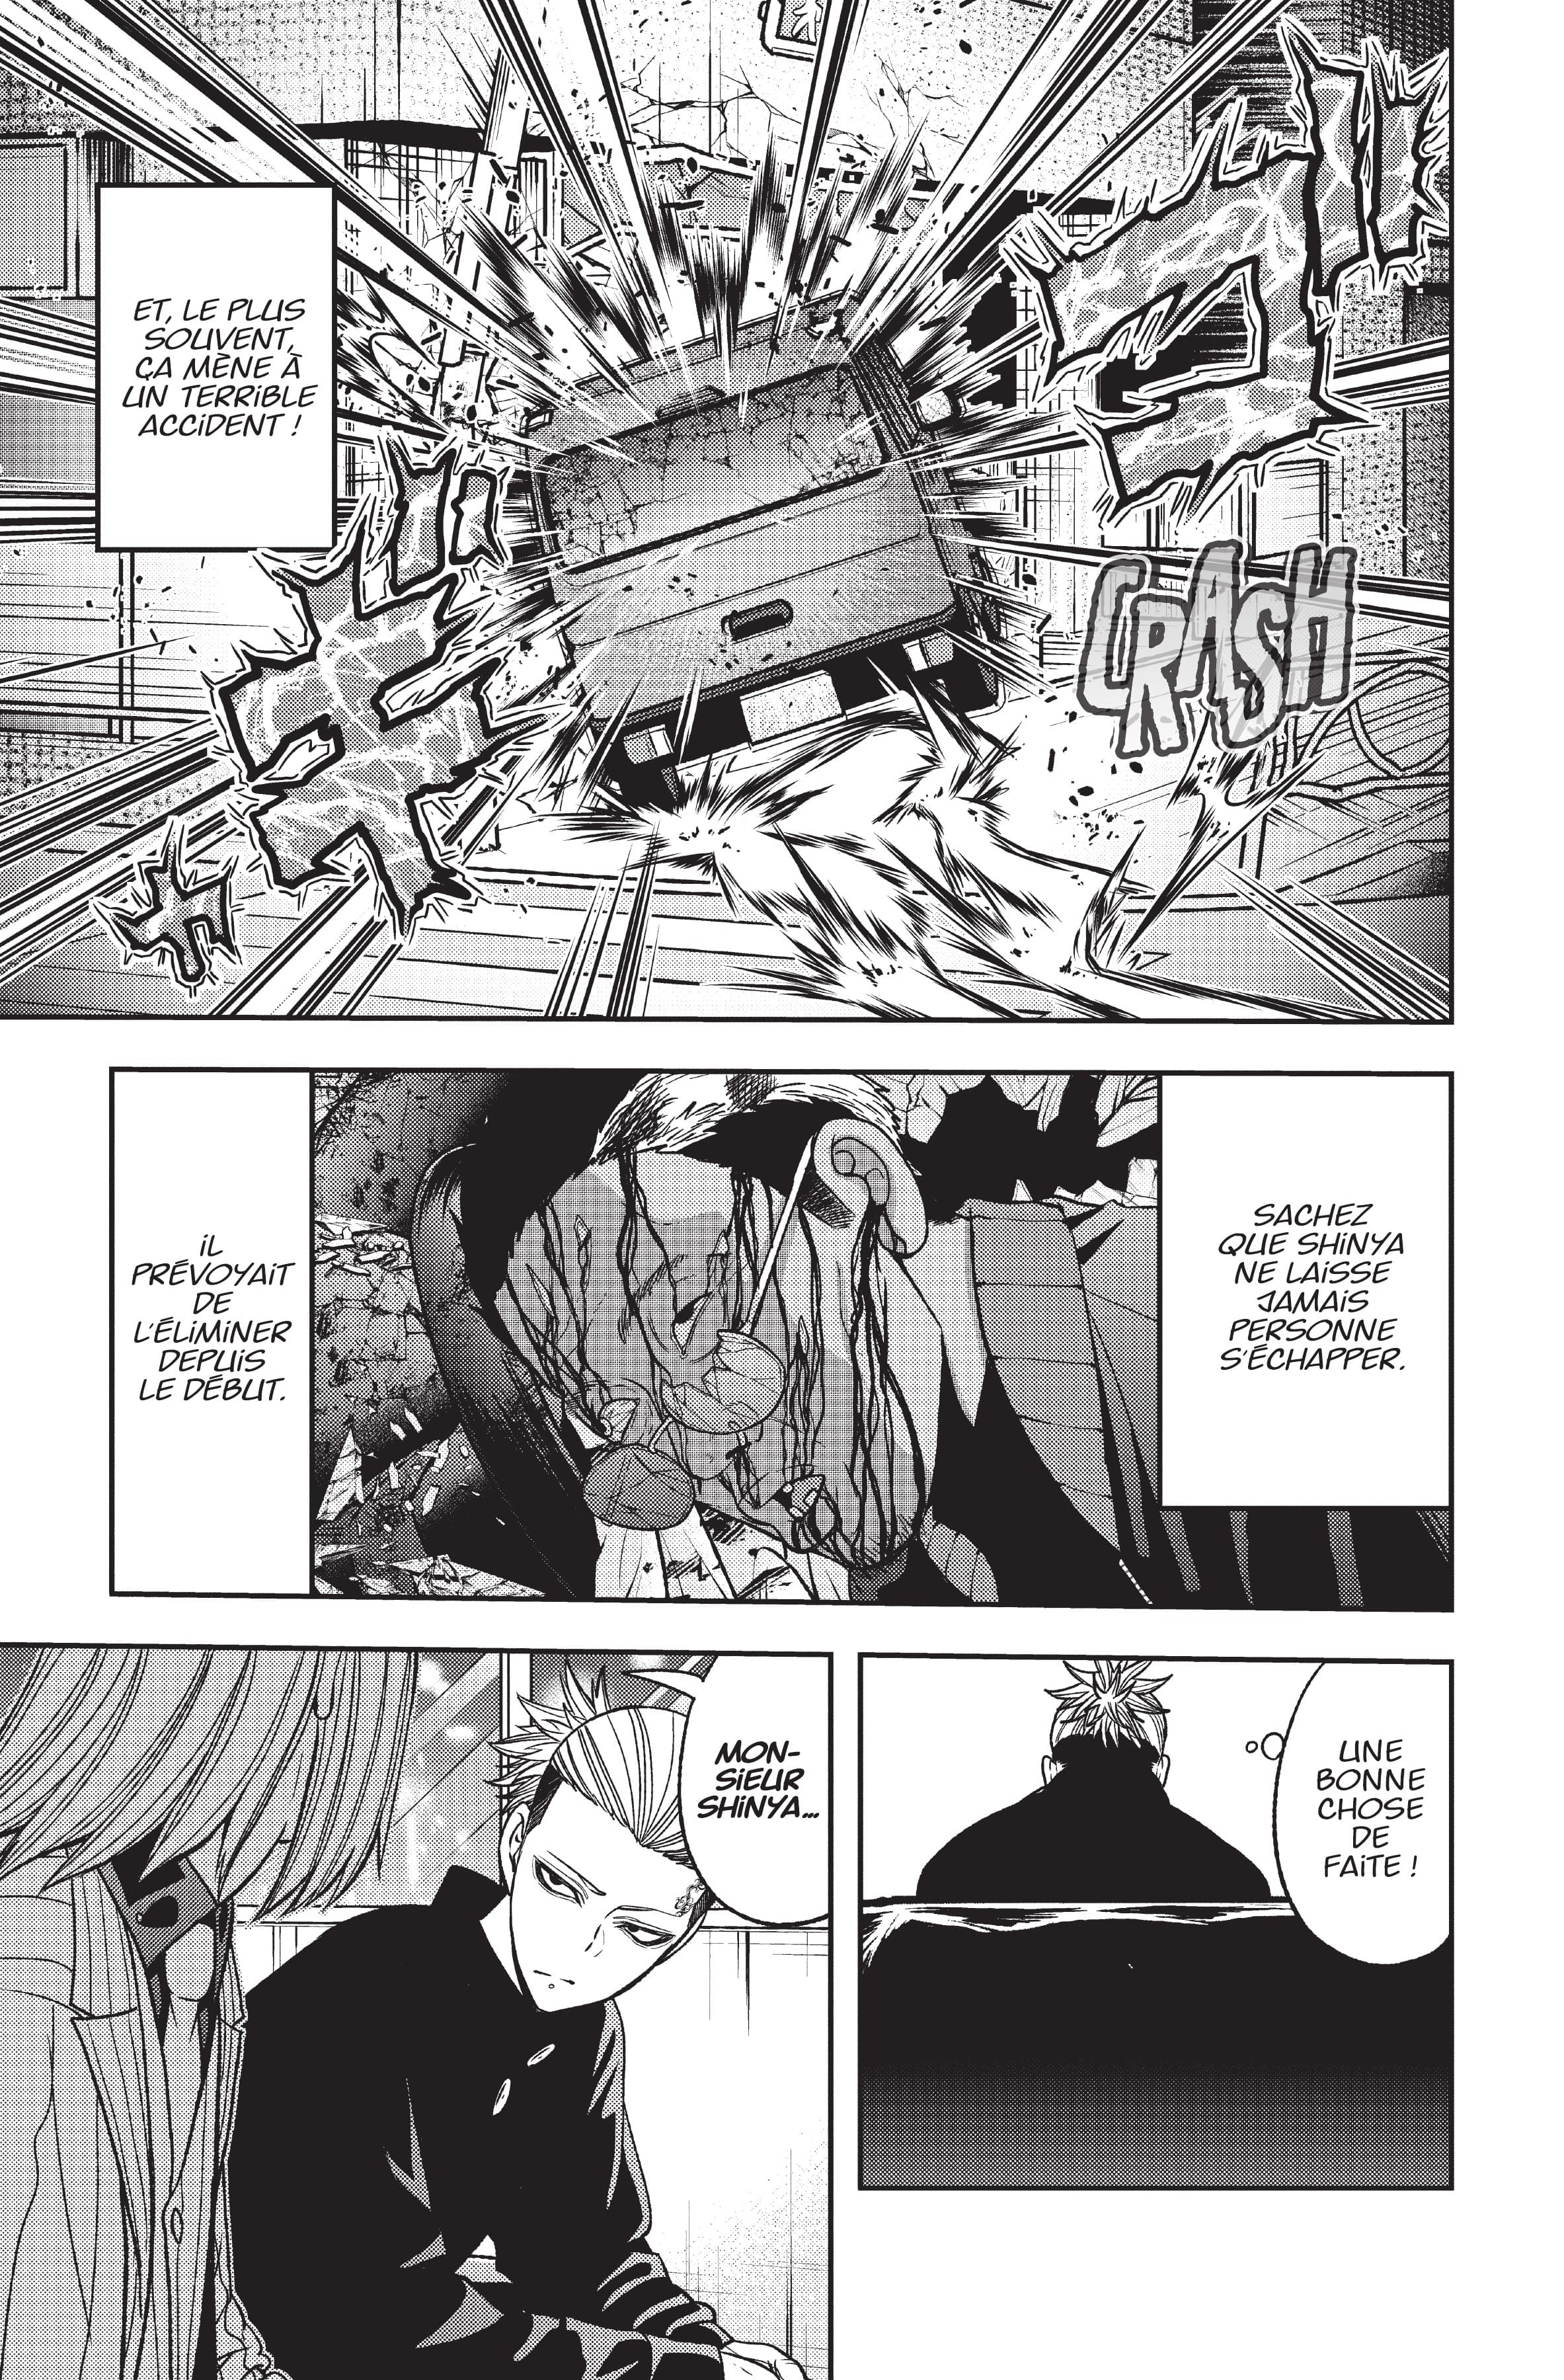 ET, LE PLUS
SOUVENT,
ÇA MÈNE À
UN TERRIBLE
ACCIDENT !
CRASH
SACHEZ
QUE SHINYA
NE LAISSE
JAMAIS
PERSONNE
S'ÉCHAPPER.
IL
PRÉVOYAIT
DE
L'ÉLIMINER
DEPUIS
LE DÉBUT.
UNE
BONNE
CHOSE
DE
FAITE !
MON-
SIEUR
SHINYA...